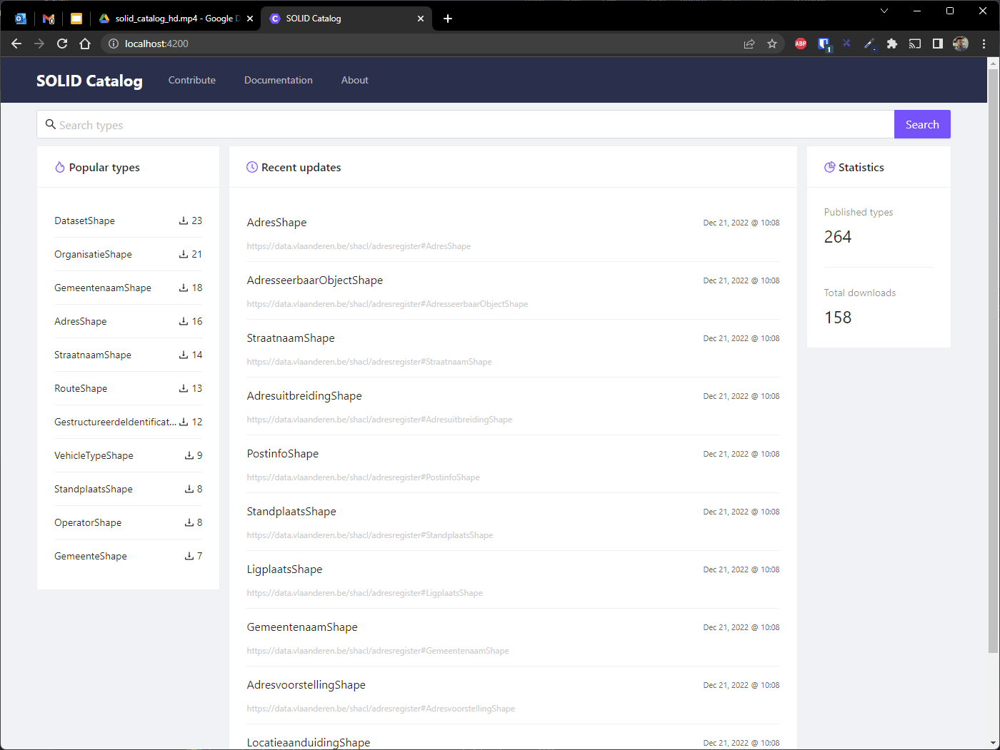 solid_catalog_hd.mp4 - Google D
SOLID Catalog
localhost:4200
ABP
1
SOLID Catalog
Contribute
Documentation
About
Search types
Search
Popular types
DatasetShape 23
OrganisatieShape 21
GemeentenaamShape 18
AdresShape 16
StraatnaamShape 14
RouteShape 13
GestructureerdeIdentificat... 12
VehicleTypeShape 9
StandplaatsShape 8
OperatorShape 8
GemeenteShape 7
Recent updates
AdresShape Dec 21, 2022 @ 10:08
https://data.vlaanderen.be/shacl/adresregister#AdresShape
AdresseerbaarObjectShape Dec 21, 2022 @ 10:08
https://data.vlaanderen.be/shacl/adresregister#AdresseerbaarObjectShape
StraatnaamShape Dec 21, 2022 @ 10:08
https://data.vlaanderen.be/shacl/adresregister#StraatnaamShape
AdresuitbreidingShape Dec 21, 2022 @ 10:08
https://data.vlaanderen.be/shacl/adresregister#AdresuitbreidingShape
PostinfoShape Dec 21, 2022 @ 10:08
https://data.vlaanderen.be/shacl/adresregister#PostinfoShape
StandplaatsShape Dec 21, 2022 @ 10:08
https://data.vlaanderen.be/shacl/adresregister#StandplaatsShape
LigplaatsShape Dec 21, 2022 @ 10:08
https://data.vlaanderen.be/shacl/adresregister#LigplaatsShape
GemeentenaamShape Dec 21, 2022 @ 10:08
https://data.vlaanderen.be/shacl/adresregister#GemeentenaamShape
AdresvoorstellingShape Dec 21, 2022 @ 10:08
https://data.vlaanderen.be/shacl/adresregister#AdresvoorstellingShape
LocatieaanduidingShape Dec 21, 2022 @ 10:08
Statistics
Published types
264
Total downloads
158